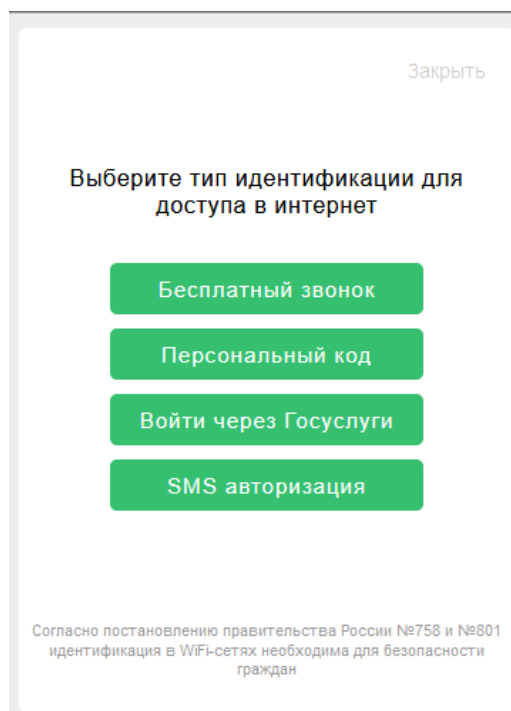 Закрыть
Выберите тип идентификации для
доступа в интернет
Бесплатный звонок
Персональный код
Войти через Госуслуги
SMS авторизация
Согласно постановлению правительства России №758 и №801
идентификация в WiFi-сетях необходима для безопасности
граждан